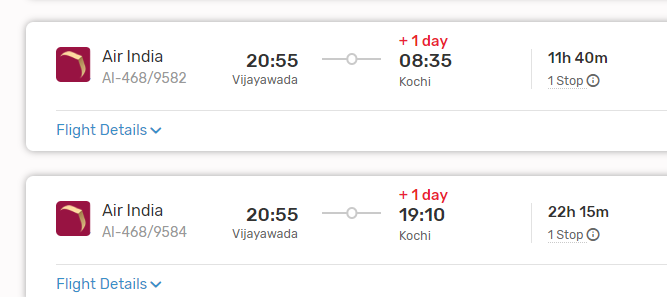 + 1 day
Air India 20:55 08:35 11h 40m
AI-468/9582 Vijayawada Kochi 1 Stop
Flight Details
+ 1 day
Air India 20:55 19:10 22h 15m
AI-468/9584 Vijayawada Kochi 1 Stop
Flight Details